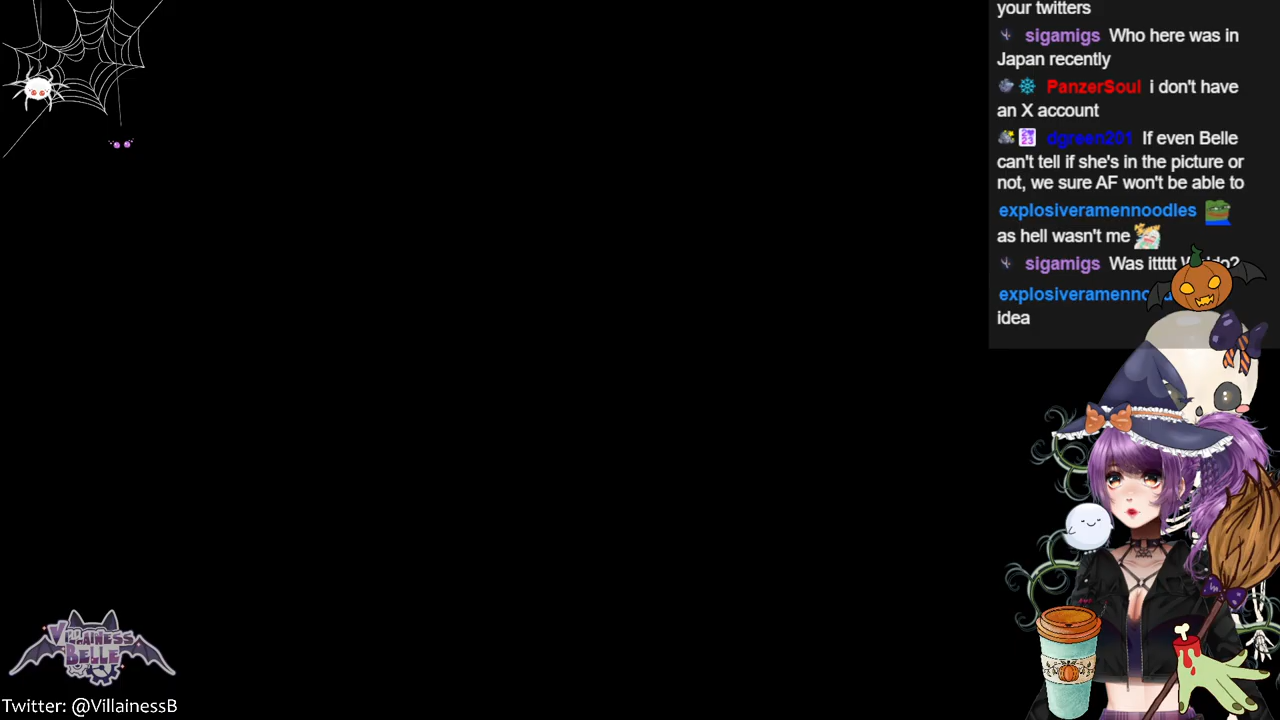 your twitters
sigamigs Who here was in
Japan recently
PanzerSoul i don't have
an X account
dgreen201 If even Belle
can't tell if she's in the picture or
not, we sure AF won't be able to
explosiveramennoodles
as hell wasn't me
sigamigs Was ittttt
explosiveramenno
idea
VILLAINESS
BELLE
Twitter: @VillainessB